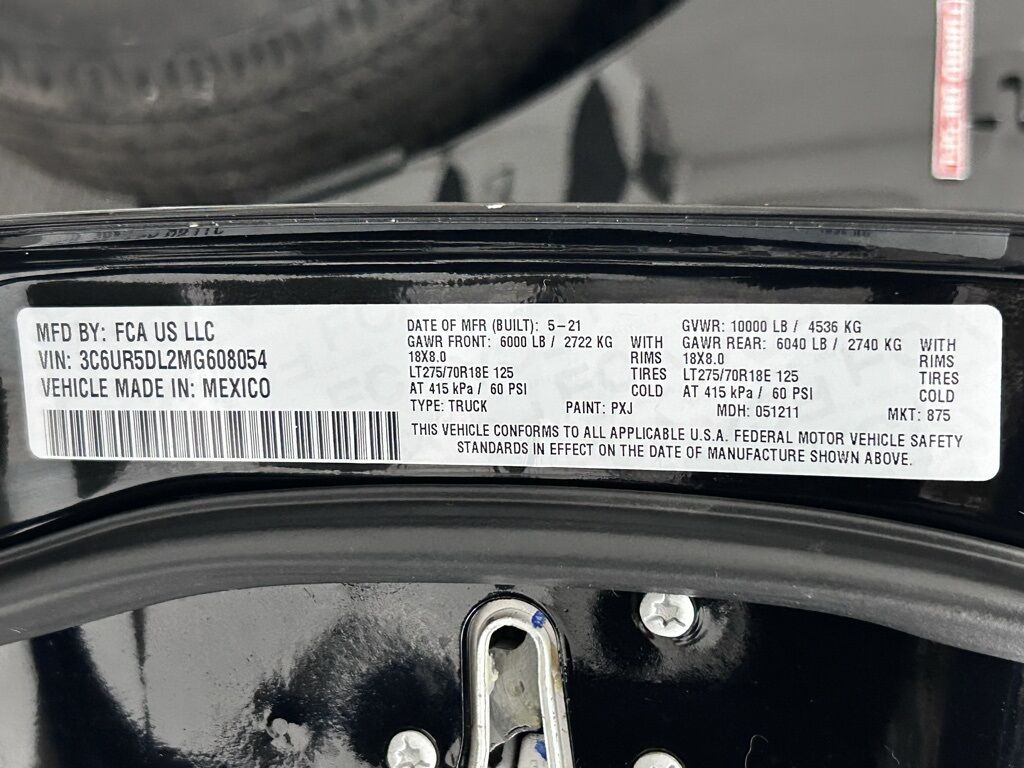 MFD BY: FCA US LLC
VIN: 3C6UR5DL2MG608054
VEHICLE MADE IN: MEXICO
DATE OF MFR (BUILT): 5-21
GAWR FRONT: 6000 LB / 2722 KG WITH
18X8.0 RIMS
LT275/70R18E 125 TIRES
AT 415 kPa / 60 PSI COLD
GVWR: 10000 LB / 4536 KG
GAWR REAR: 6040 LB / 2740 KG WITH
18X8.0 RIMS
LT275/70R18E 125 TIRES
AT 415 kPa / 60 PSI COLD
TYPE: TRUCK PAINT: PXJ MDH: 051211 MKT: 875
THIS VEHICLE CONFORMS TO ALL APPLICABLE U.S.A. FEDERAL MOTOR VEHICLE SAFETY
STANDARDS IN EFFECT ON THE DATE OF MANUFACTURE SHOWN ABOVE.